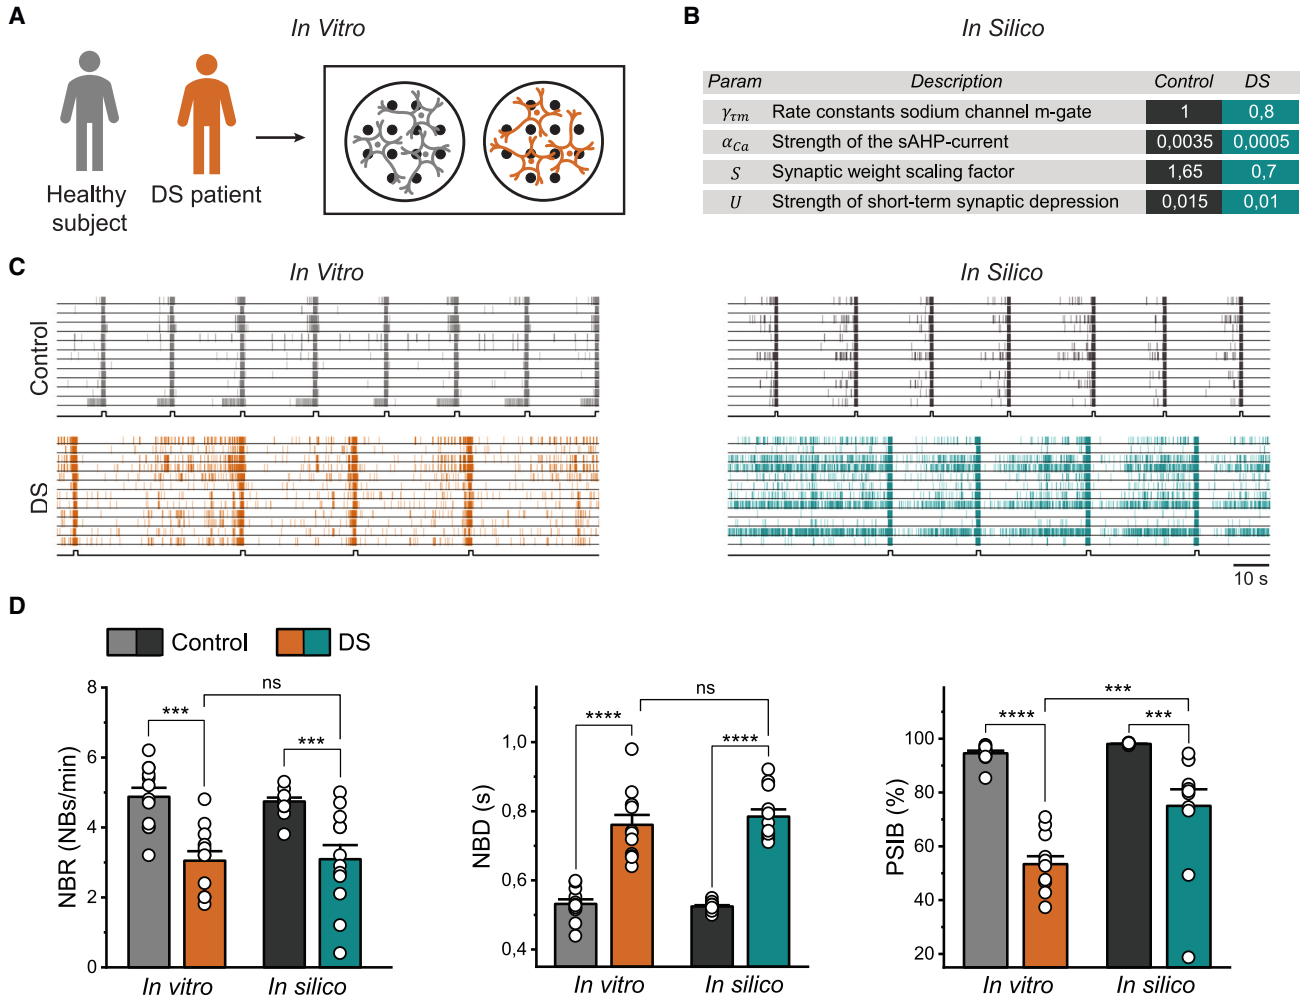 A
In Vitro
Healthy
subject
DS patient
B
In Silico
Param Description Control DS
γτm Rate constants sodium channel m-gate 1 0,8
αCa Strength of the sAHP-current 0,0035 0,0005
S Synaptic weight scaling factor 1,65 0,7
U Strength of short-term synaptic depression 0,015 0,01
C
In Vitro
In Silico
Control
DS
10 s
D
Control DS
NBR (NBs/min)
8
6
4
2
0
***
ns
***
In vitro In silico
NBD (s)
1,0
0,8
0,6
0,4
****
ns
****
In vitro In silico
PSIB (%)
100
80
60
40
20
****
***
***
In vitro In silico